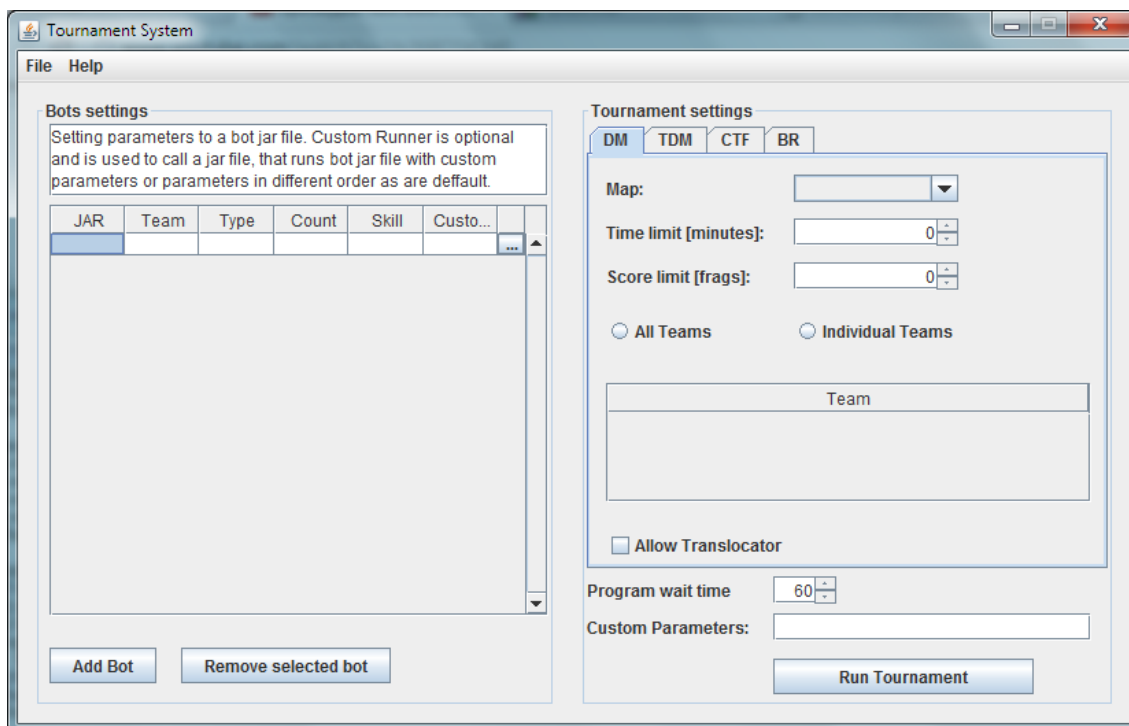 Tournament System
File Help
Bots settings
Setting parameters to a bot jar file. Custom Runner is optional
and is used to call a jar file, that runs bot jar file with custom
parameters or parameters in different order as are deffault.
JAR Team Type Count Skill Custo...
...
Add Bot Remove selected bot
Tournament settings
DM TDM CTF BR
Map:
Time limit [minutes]: 0
Score limit [frags]: 0
All Teams Individual Teams
Team
Allow Translocator
Program wait time 60
Custom Parameters:
Run Tournament